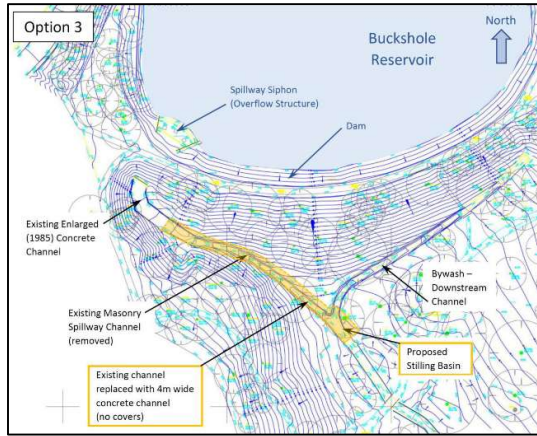 Option 3
North
Buckshole
Reservoir
Spillway Siphon
(Overflow Structure)
Dam
Existing Enlarged
(1985) Concrete
Channel
Bywash –
Downstream
Channel
Existing Masonry
Spillway Channel
(removed)
Existing channel
replaced with 4m wide
concrete channel
(no covers)
Proposed
Stilling Basin